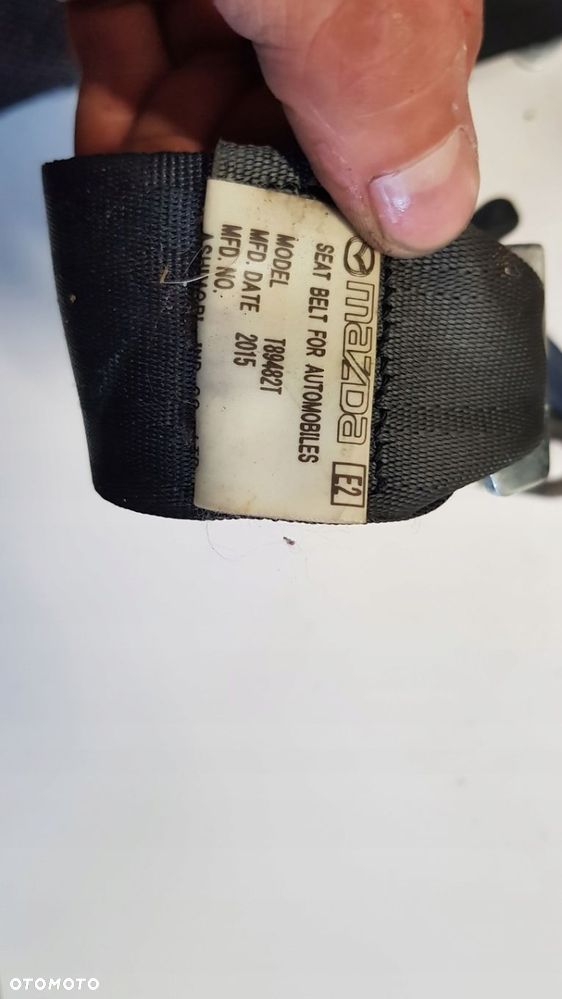 mazda E2
SEAT BELT FOR AUTOMOBILES
MODEL T89482T
MFD. DATE 2015
MFD. NO.
OTOMOTO